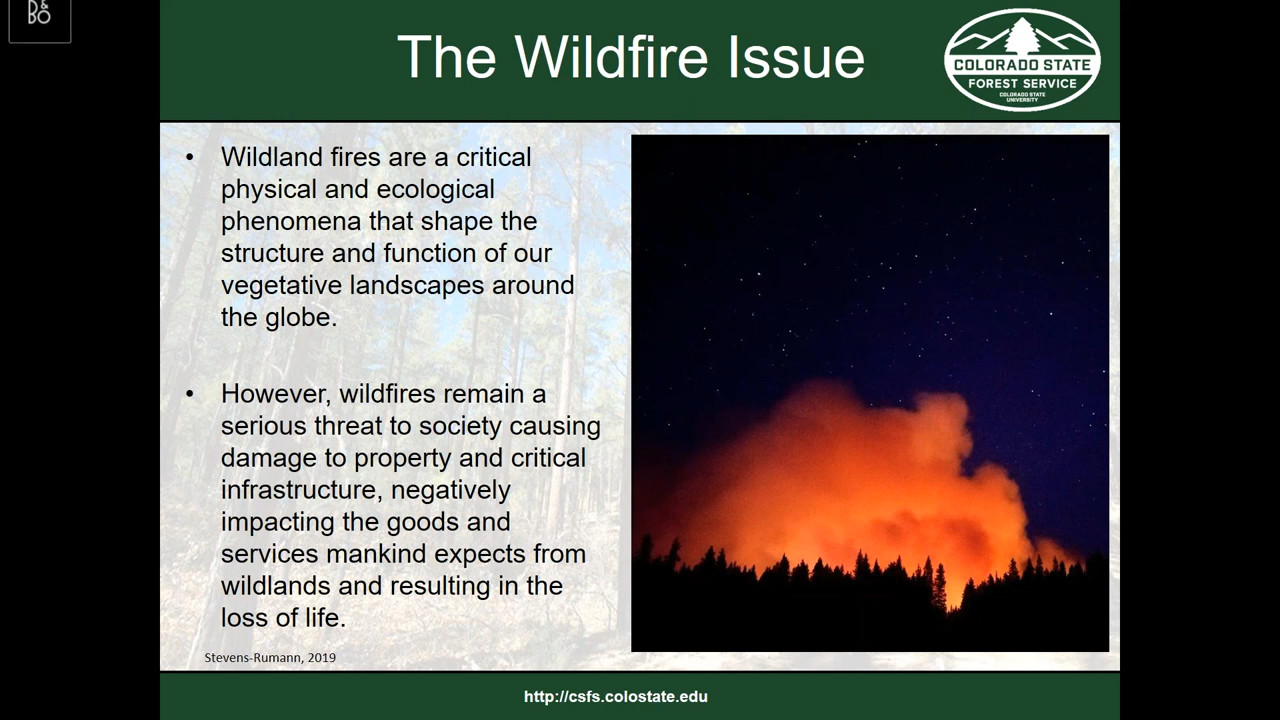 D&
BO
The Wildfire Issue
COLORADO STATE
FOREST SERVICE
COLORADO STATE
UNIVERSITY
• Wildland fires are a critical
physical and ecological
phenomena that shape the
structure and function of our
vegetative landscapes around
the globe.
• However, wildfires remain a
serious threat to society causing
damage to property and critical
infrastructure, negatively
impacting the goods and
services mankind expects from
wildlands and resulting in the
loss of life.
Stevens-Rumann, 2019
http://csfs.colostate.edu